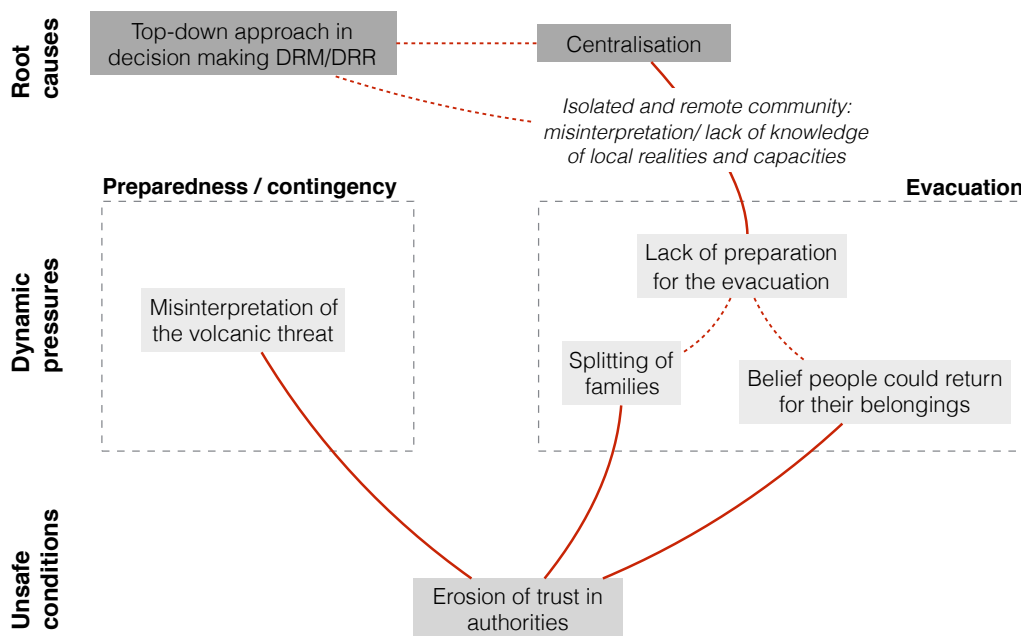 Root
causes
Top-down approach in
decision making DRM/DRR
Centralisation
Isolated and remote community:
misinterpretation/ lack of knowledge
of local realities and capacities
Preparedness / contingency
Evacuation
Dynamic
pressures
Lack of preparation
for the evacuation
Misinterpretation of
the volcanic threat
Splitting of
families
Belief people could return
for their belongings
Unsafe
conditions
Erosion of trust in
authorities